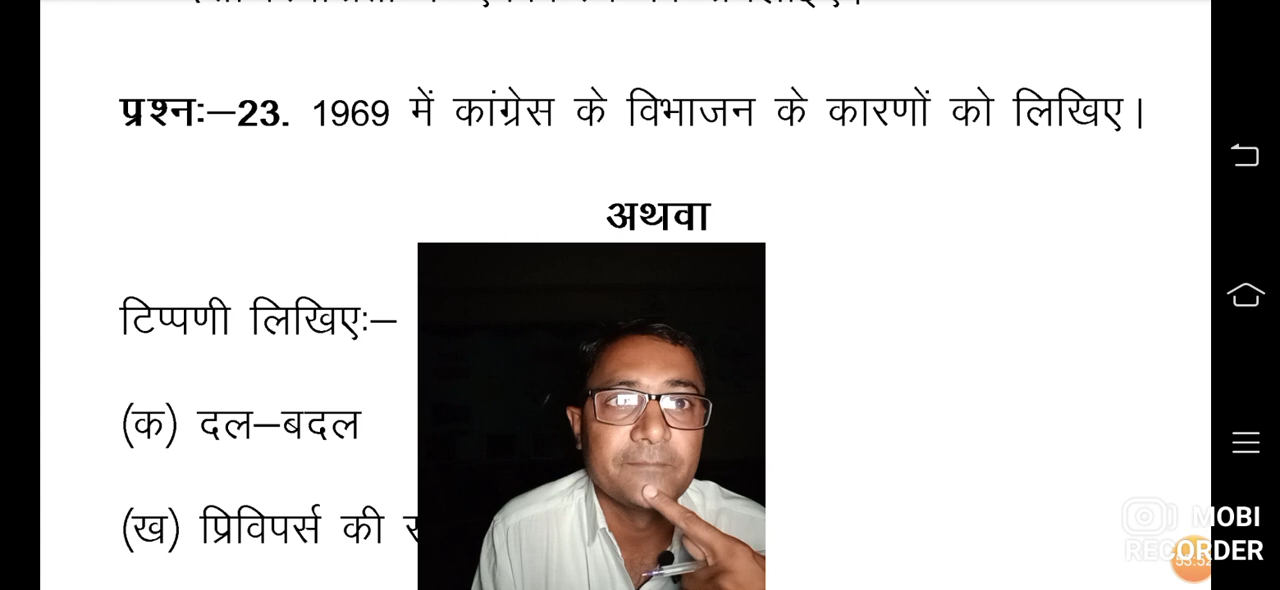 प्रश्नः–23. 1969 में कांग्रेस के विभाजन के कारणों को लिखिए।
अथवा
टिप्पणी लिखिएः–
(क) दल–बदल
(ख) प्रिविपर्स की
MOBI
RECORDER